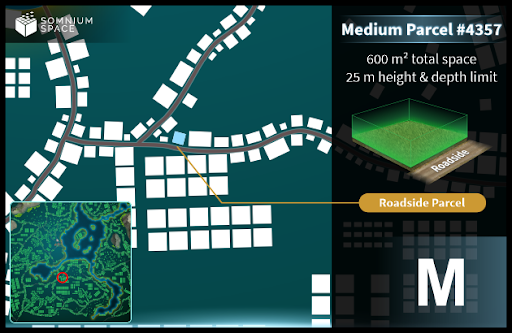 SOMNIUM
SPACE
Medium Parcel #4357
600 m² total space
25 m height & depth limit
Roadside
Roadside Parcel
M